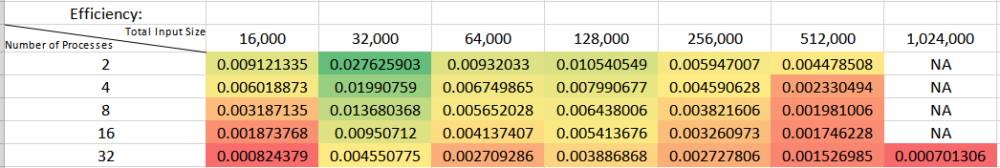 Efficiency:
Total Input Size
Number of Processes
16,000 32,000 64,000 128,000 256,000 512,000 1,024,000
2 0.009121335 0.027625903 0.00932033 0.010540549 0.005947007 0.004478508 NA
4 0.006018873 0.01990759 0.006749865 0.007990677 0.004590628 0.002330494 NA
8 0.003187135 0.013680368 0.005652028 0.006438006 0.003821606 0.001981006 NA
16 0.001873768 0.00950712 0.004137407 0.005413676 0.003260973 0.001746228 NA
32 0.000824379 0.004550775 0.002709286 0.003886868 0.002727806 0.001526985 0.000701306